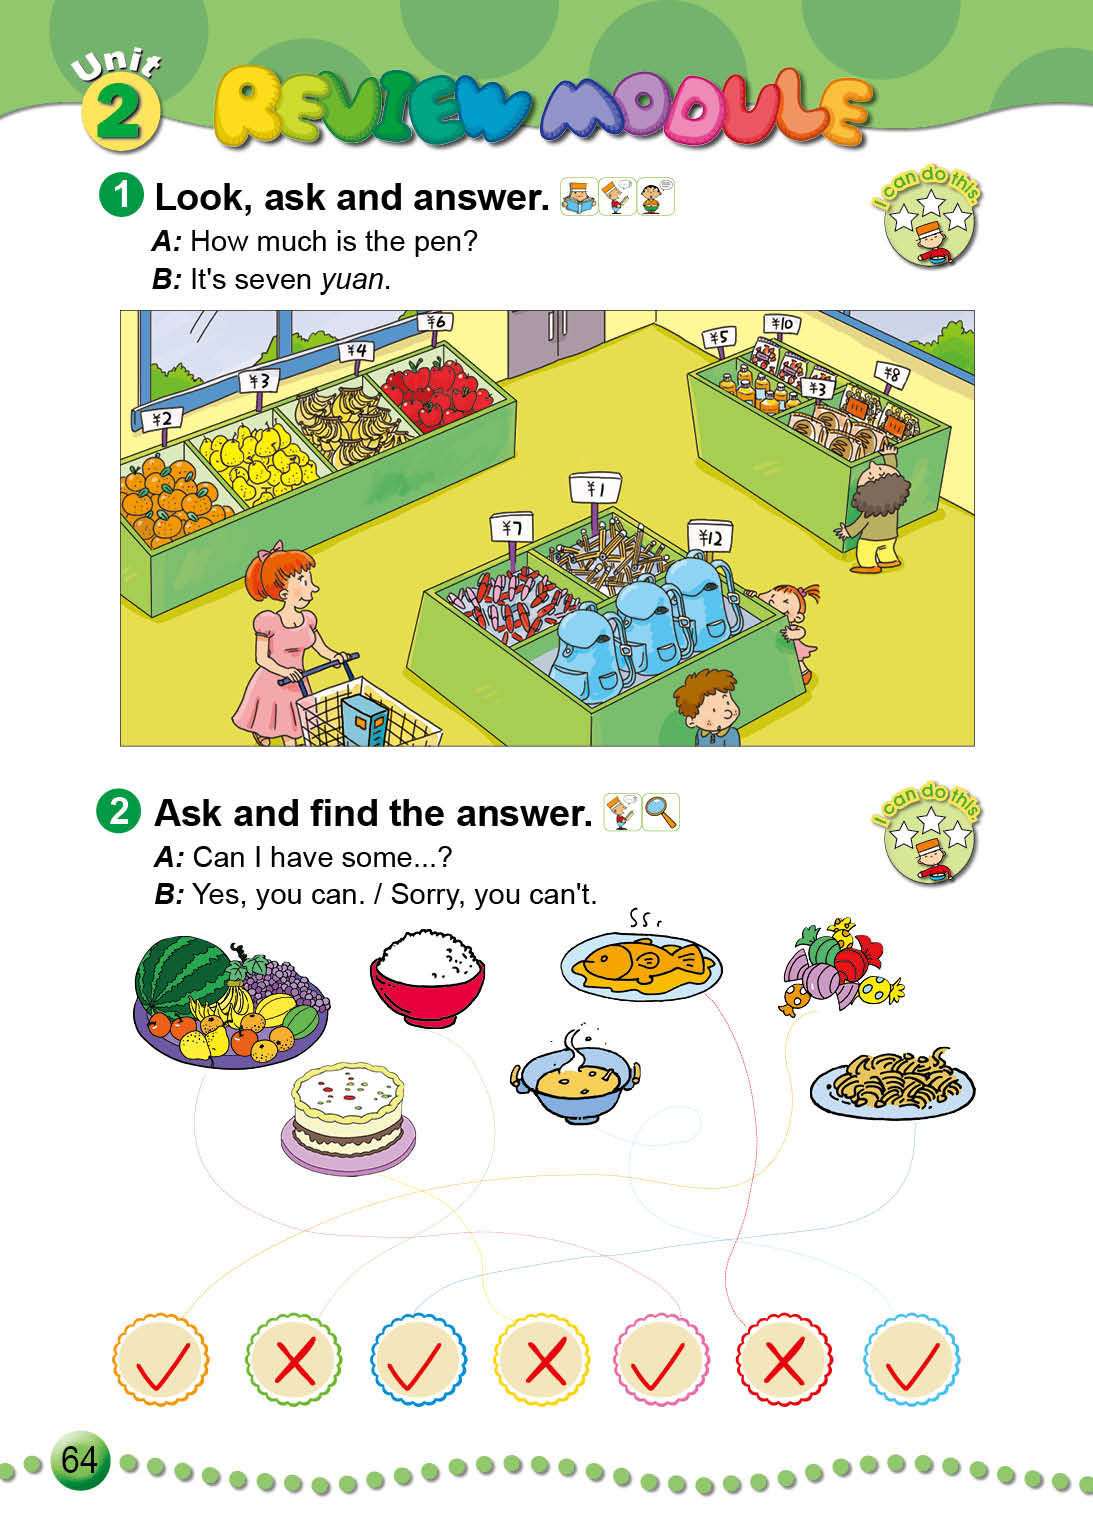 Unit
2
REVIEW MODULE
1 Look, ask and answer.
I can do this.
A: How much is the pen?
B: It's seven yuan.
¥6
¥4
¥3
¥2
¥5
¥10
¥3
¥8
¥1
¥7
¥12
2 Ask and find the answer.
I can do this.
A: Can I have some...?
B: Yes, you can. / Sorry, you can't.
64